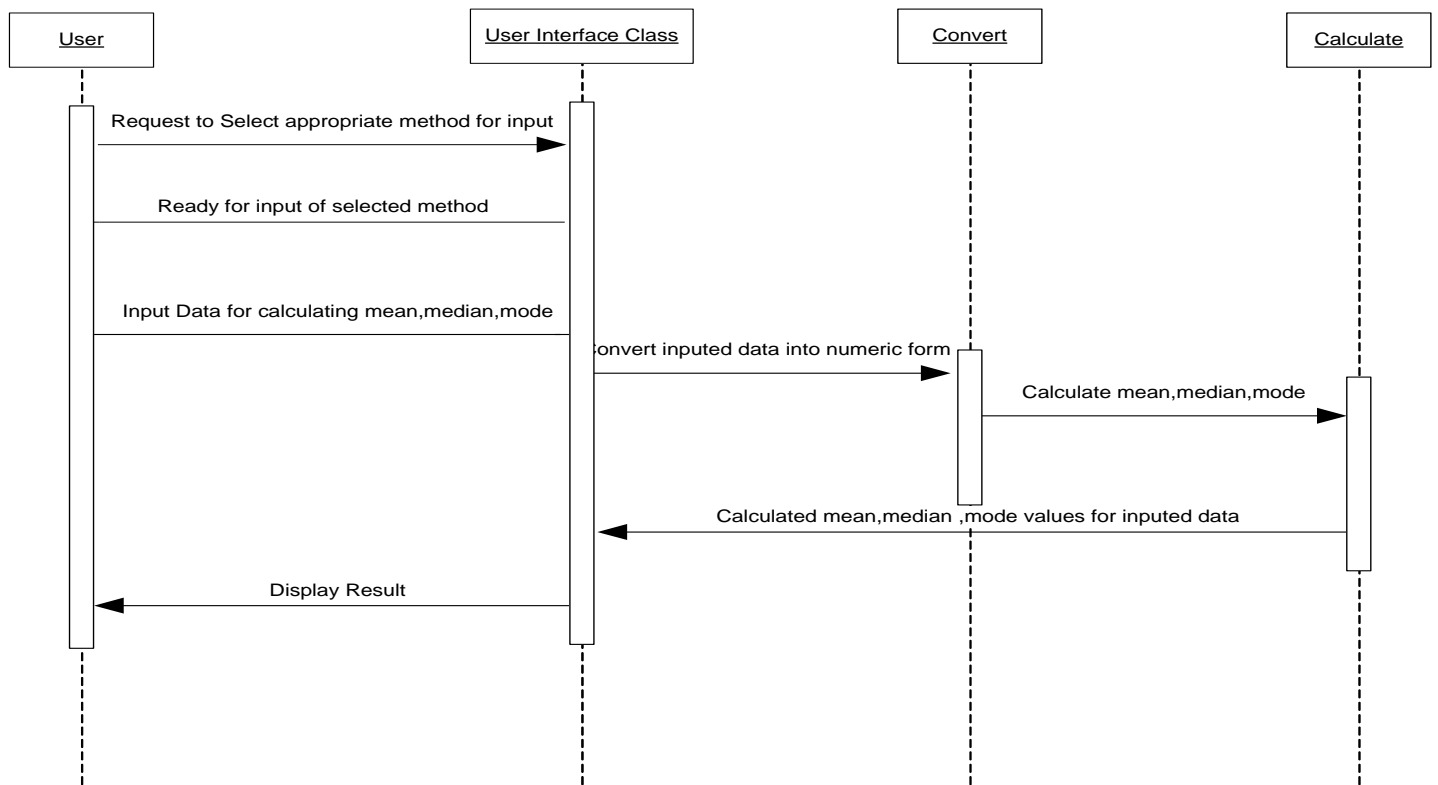 User
User Interface Class
Convert
Calculate
Request to Select appropriate method for input
Ready for input of selected method
Input Data for calculating mean,median,mode
Convert inputed data into numeric form
Calculate mean,median,mode
Calculated mean,median ,mode values for inputed data
Display Result